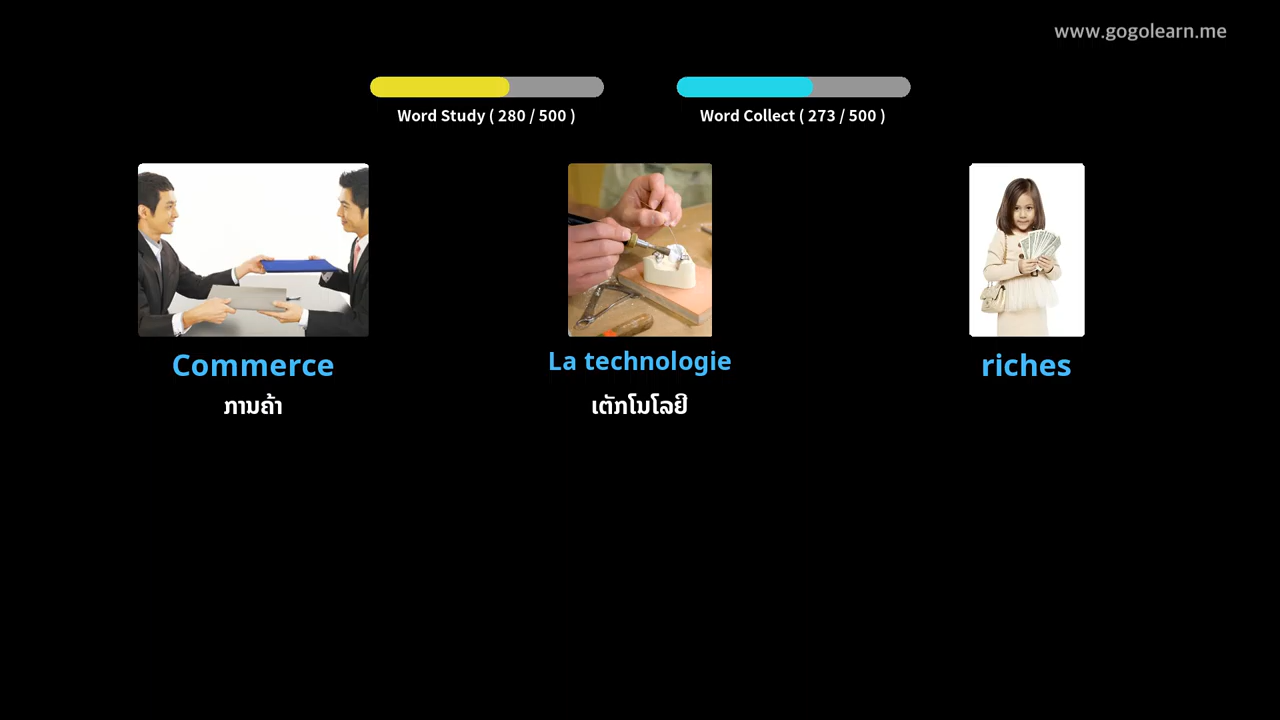 www.gogolearn.me
Word Study ( 280 / 500 )
Word Collect ( 273 / 500 )
Commerce
La technologie
riches
ການຄ້າ
ເຕັກໂນໂລຢີ